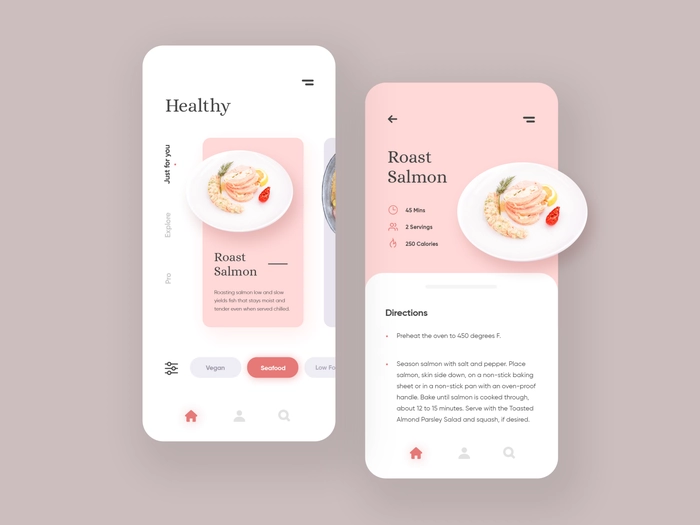 Healthy
Just for you
Explore
Pro
Roast
Salmon
Roasting salmon low and slow
yields fish that stays moist and
tender even when served chilled.
Vegan
Seafood
Low Fo
Roast
Salmon
45 Mins
2 Servings
250 Calories
Directions
Preheat the oven to 450 degrees F.
Season salmon with salt and pepper. Place
salmon, skin side down, on a non-stick baking
sheet or in a non-stick pan with an oven-proof
handle. Bake until salmon is cooked through,
about 12 to 15 minutes. Serve with the Toasted
Almond Parsley Salad and squash, if desired.